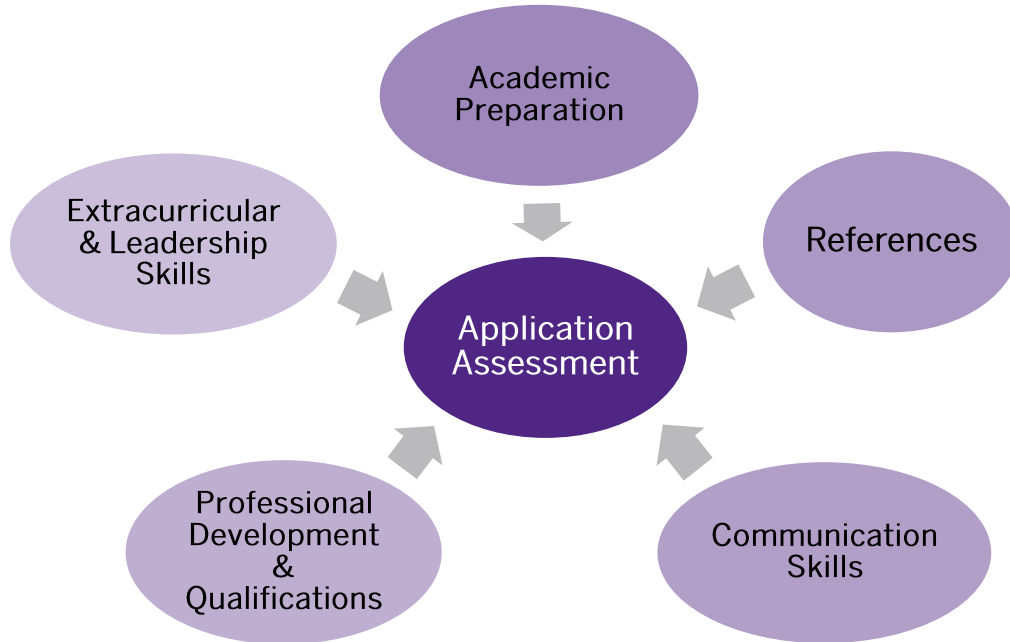 Academic
Preparation
Extracurricular
& Leadership
Skills
References
Application
Assessment
Professional
Development
&
Qualifications
Communication
Skills